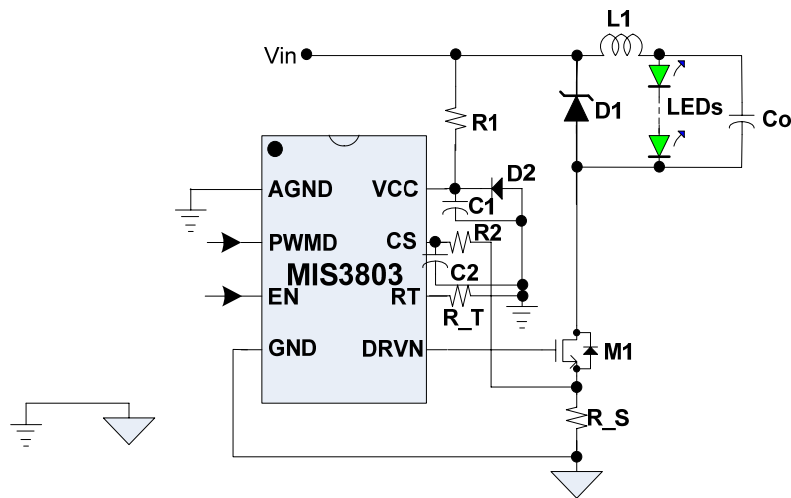 L1
Vin
LEDs
D1
Co
R1
D2
AGND
VCC
C1
PWMD
CS
R2
MIS3803
C2
EN
RT
R_T
GND
DRVN
M1
R_S